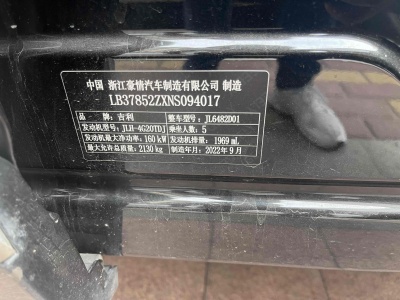 中国 浙江豪情汽车制造有限公司 制造
LB37852ZXNS094017
品牌：吉利 整车型号：JL6482D01
发动机型号：JLH-4G20TDJ 乘坐人数：5
发动机最大净功率：160 kW 发动机排量：1969 mL
最大允许总质量：2130 kg 制造年月：2022年9月